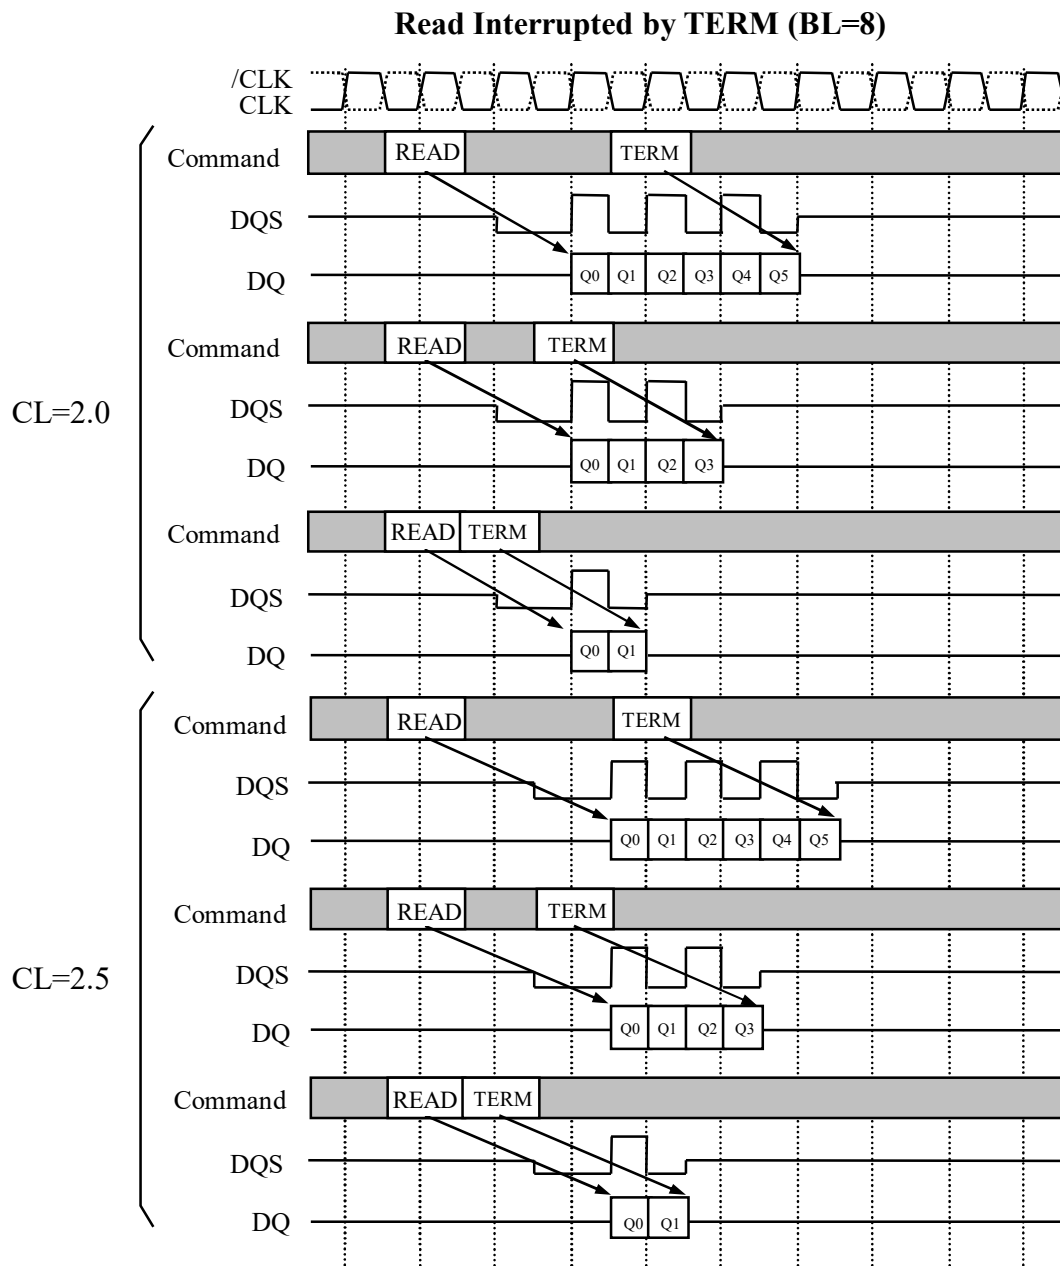 Read Interrupted by TERM (BL=8)
/CLK
CLK
Command READ TERM
DQS
DQ Q0 Q1 Q2 Q3 Q4 Q5
Command READ TERM
CL=2.0 DQS
DQ Q0 Q1 Q2 Q3
Command READ TERM
DQS
DQ Q0 Q1
Command READ TERM
DQS
DQ Q0 Q1 Q2 Q3 Q4 Q5
Command READ TERM
CL=2.5 DQS
DQ Q0 Q1 Q2 Q3
Command READ TERM
DQS
DQ Q0 Q1